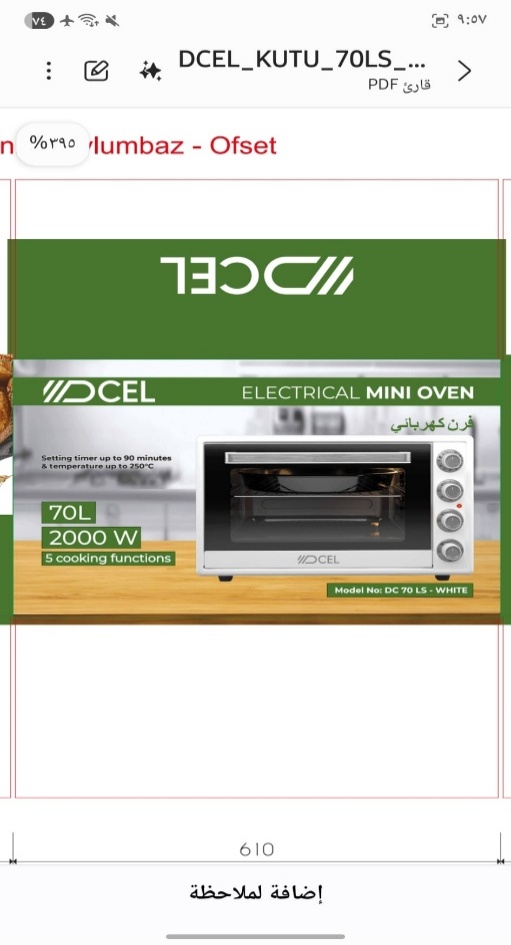 ٧٤
٩:٥٧
DCEL_KUTU_70LS_...
قارئ PDF
%٣٩٥
lumbaz - Ofset
DCEL
DCEL
ELECTRICAL MINI OVEN
فرن كهربائي
Setting timer up to 90 minutes
& temperature up to 250°C
70L
2000 W
5 cooking functions
DCEL
Model No: DC 70 LS - WHITE
610
إضافة لملاحظة